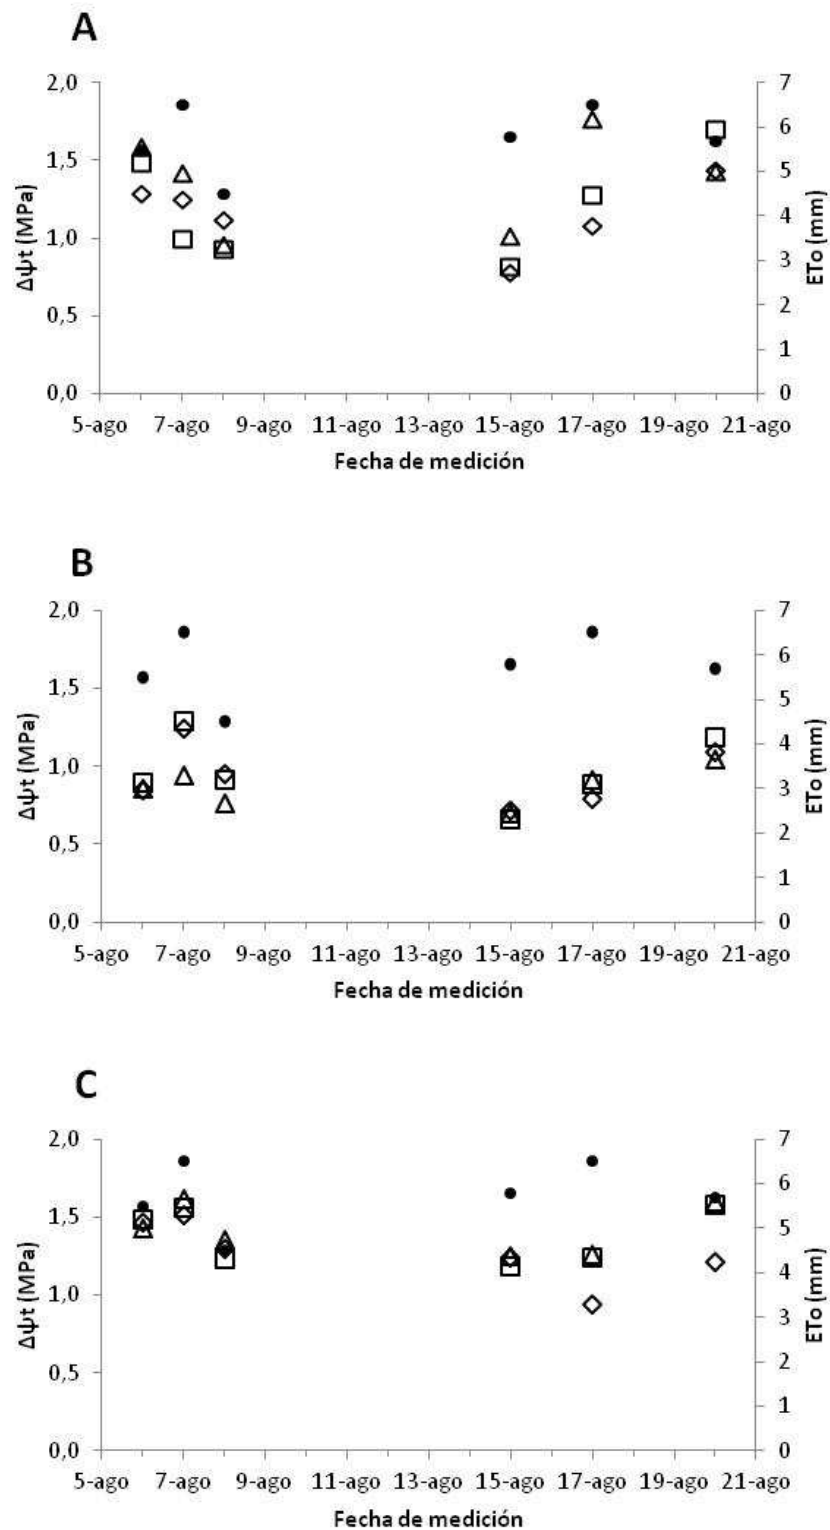 A
2,0
1,5
1,0
0,5
0,0
Δψt (MPa)
7
6
5
4
3
2
1
0
ETo (mm)
5-ago 7-ago 9-ago 11-ago 13-ago 15-ago 17-ago 19-ago 21-ago
Fecha de medición
B
2,0
1,5
1,0
0,5
0,0
Δψt (MPa)
7
6
5
4
3
2
1
0
ETo (mm)
5-ago 7-ago 9-ago 11-ago 13-ago 15-ago 17-ago 19-ago 21-ago
Fecha de medición
C
2,0
1,5
1,0
0,5
0,0
Δψt (MPa)
7
6
5
4
3
2
1
0
ETo (mm)
5-ago 7-ago 9-ago 11-ago 13-ago 15-ago 17-ago 19-ago 21-ago
Fecha de medición